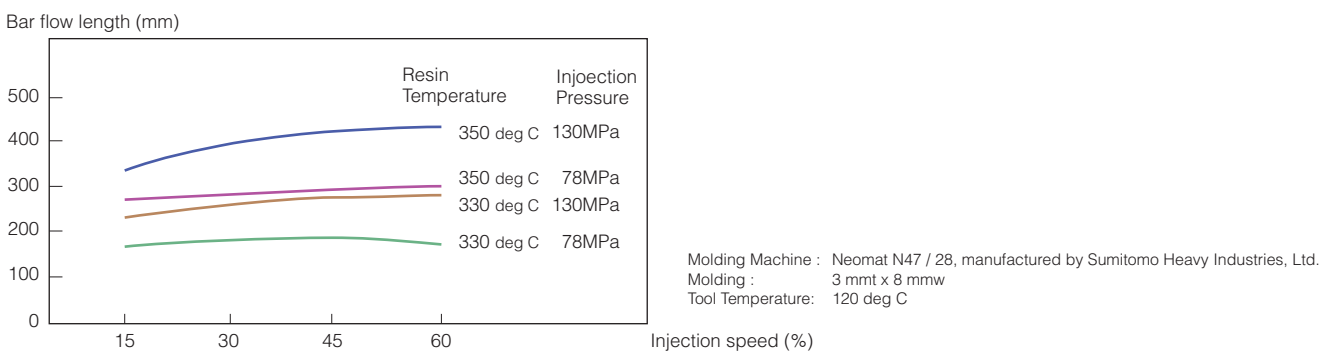 Bar flow length (mm)
Resin Temperature
Injoection Pressure
500
400
300
200
100
0
350 deg C 130MPa
350 deg C 78MPa
330 deg C 130MPa
330 deg C 78MPa
15 30 45 60 Injection speed (%)
Molding Machine : Neomat N47 / 28, manufactured by Sumitomo Heavy Industries, Ltd.
Molding : 3 mmt x 8 mmw
Tool Temperature: 120 deg C